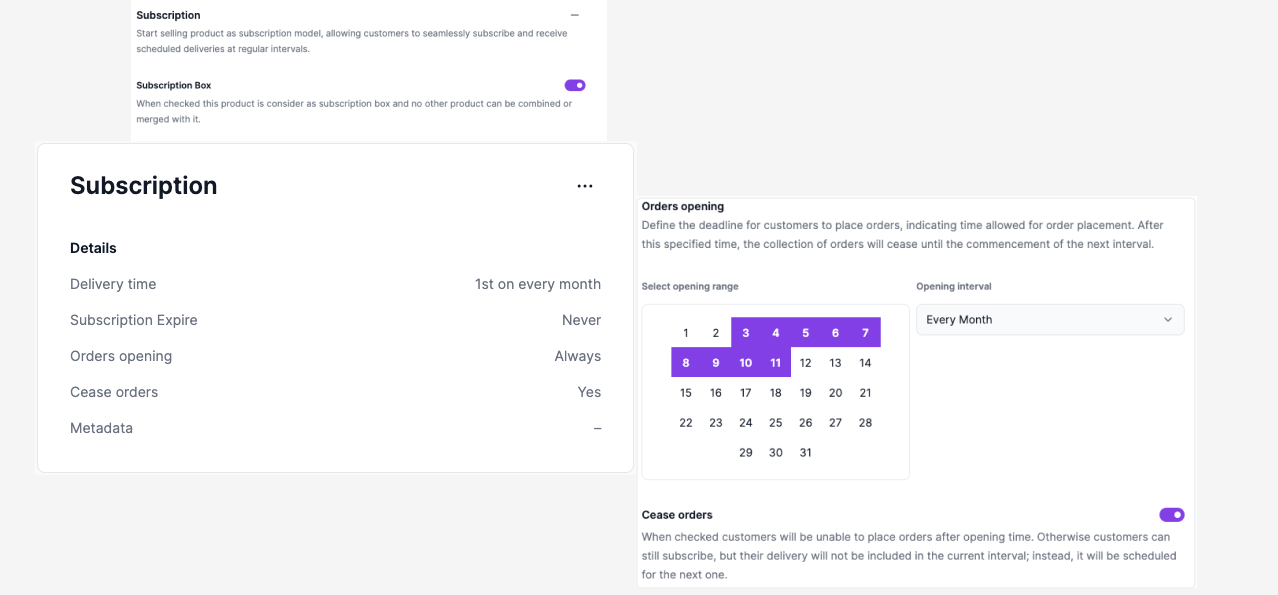 Subscription
Start selling product as subscription model, allowing customers to seamlessly subscribe and receive
scheduled deliveries at regular intervals.
Subscription Box
When checked this product is consider as subscription box and no other product can be combined or
merged with it.
Subscription
Details
Delivery time 1st on every month
Subscription Expire Never
Orders opening Always
Cease orders Yes
Metadata –
Orders opening
Define the deadline for customers to place orders, indicating time allowed for order placement. After
this specified time, the collection of orders will cease until the commencement of the next interval.
Select opening range Opening interval
Every Month
1 2 3 4 5 6 7
8 9 10 11 12 13 14
15 16 17 18 19 20 21
22 23 24 25 26 27 28
29 30 31
Cease orders
When checked customers will be unable to place orders after opening time. Otherwise customers can
still subscribe, but their delivery will not be included in the current interval; instead, it will be scheduled
for the next one.